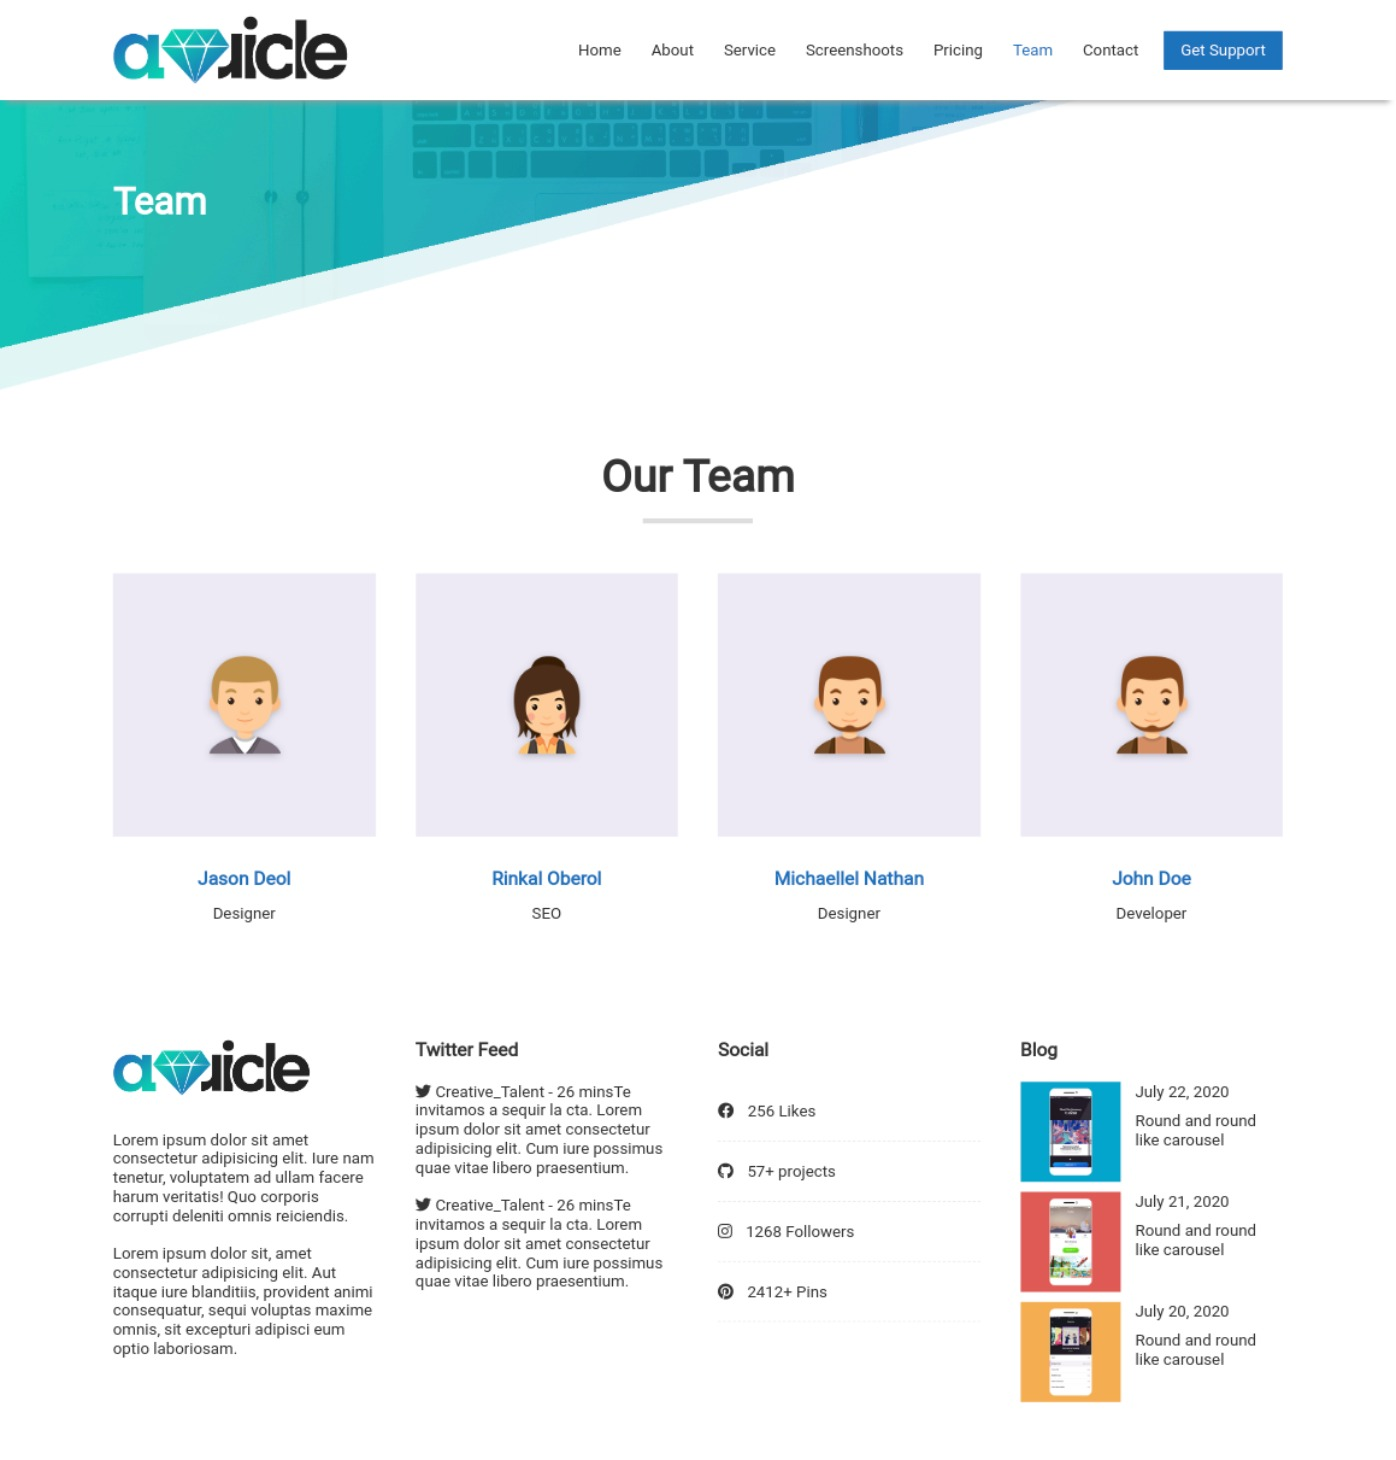 Home About Service Screenshoots Pricing Team Contact Get Support
Team
Our Team
Jason Deol
Designer
Rinkal Oberol
SEO
Michaellel Nathan
Designer
John Doe
Developer
Lorem ipsum dolor sit amet
consectetur adipisicing elit. Iure nam
tenetur, voluptatem ad ullam facere
harum veritatis! Quo corporis
corrupti deleniti omnis reiciendis.
Lorem ipsum dolor sit, amet
consectetur adipisicing elit. Aut
itaque iure blanditiis, provident animi
consequatur, sequi voluptas maxime
omnis, sit excepturi adipisci eum
optio laboriosam.
Twitter Feed
Creative_Talent - 26 minsTe
invitamos a sequir la cta. Lorem
ipsum dolor sit amet consectetur
adipisicing elit. Cum iure possimus
quae vitae libero praesentium.
Creative_Talent - 26 minsTe
invitamos a sequir la cta. Lorem
ipsum dolor sit amet consectetur
adipisicing elit. Cum iure possimus
quae vitae libero praesentium.
Social
256 Likes
57+ projects
1268 Followers
2412+ Pins
Blog
July 22, 2020
Round and round
like carousel
July 21, 2020
Round and round
like carousel
July 20, 2020
Round and round
like carousel